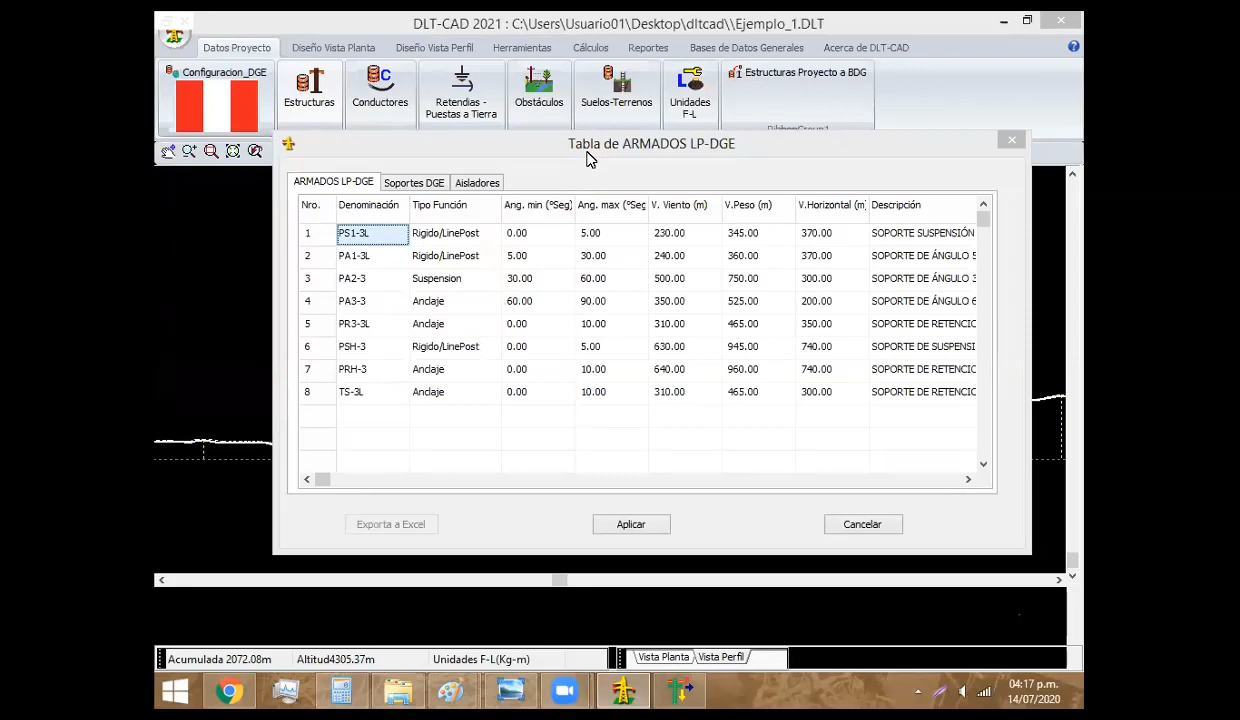 DLT-CAD 2021 : C:\Users\Usuario01\Desktop\dltcad\\Ejemplo_1.DLT
Datos Proyecto Diseño Vista Planta Diseño Vista Perfil Herramientas Cálculos Reportes Bases de Datos Generales Acerca de DLT-CAD
Configuracion_DGE
Estructuras
Conductores
Retendias -
Puestas a Tierra
Obstáculos
Suelos-Terrenos
Unidades
F-L
Estructuras Proyecto a BDG
RibbonGroup1
Tabla de ARMADOS LP-DGE
ARMADOS LP-DGE Soportes DGE Aisladores
Nro. Denominación Tipo Función Ang. min (ºSeg) Ang. max (ºSeg V. Viento (m) V.Peso (m) V.Horizontal (m) Descripción
1 PS1-3L Rigido/LinePost 0.00 5.00 230.00 345.00 370.00 SOPORTE SUSPENSIÓN
2 PA1-3L Rigido/LinePost 5.00 30.00 240.00 360.00 370.00 SOPORTE DE ÁNGULO 5
3 PA2-3 Suspension 30.00 60.00 500.00 750.00 300.00 SOPORTE DE ÁNGULO 3
4 PA3-3 Anclaje 60.00 90.00 350.00 525.00 200.00 SOPORTE DE ÁNGULO 6
5 PR3-3L Anclaje 0.00 10.00 310.00 465.00 350.00 SOPORTE DE RETENCIO
6 PSH-3 Rigido/LinePost 0.00 5.00 630.00 945.00 740.00 SOPORTE DE SUSPENSI
7 PRH-3 Anclaje 0.00 10.00 640.00 960.00 740.00 SOPORTE DE RETENCIO
8 TS-3L Anclaje 0.00 10.00 310.00 465.00 300.00 SOPORTE DE RETENCIO
Exporta a Excel Aplicar Cancelar
Acumulada 2072.08m Altitud4305.37m Unidades F-L(Kg-m) Vista Planta Vista Perfil
04:17 p.m.
14/07/2020